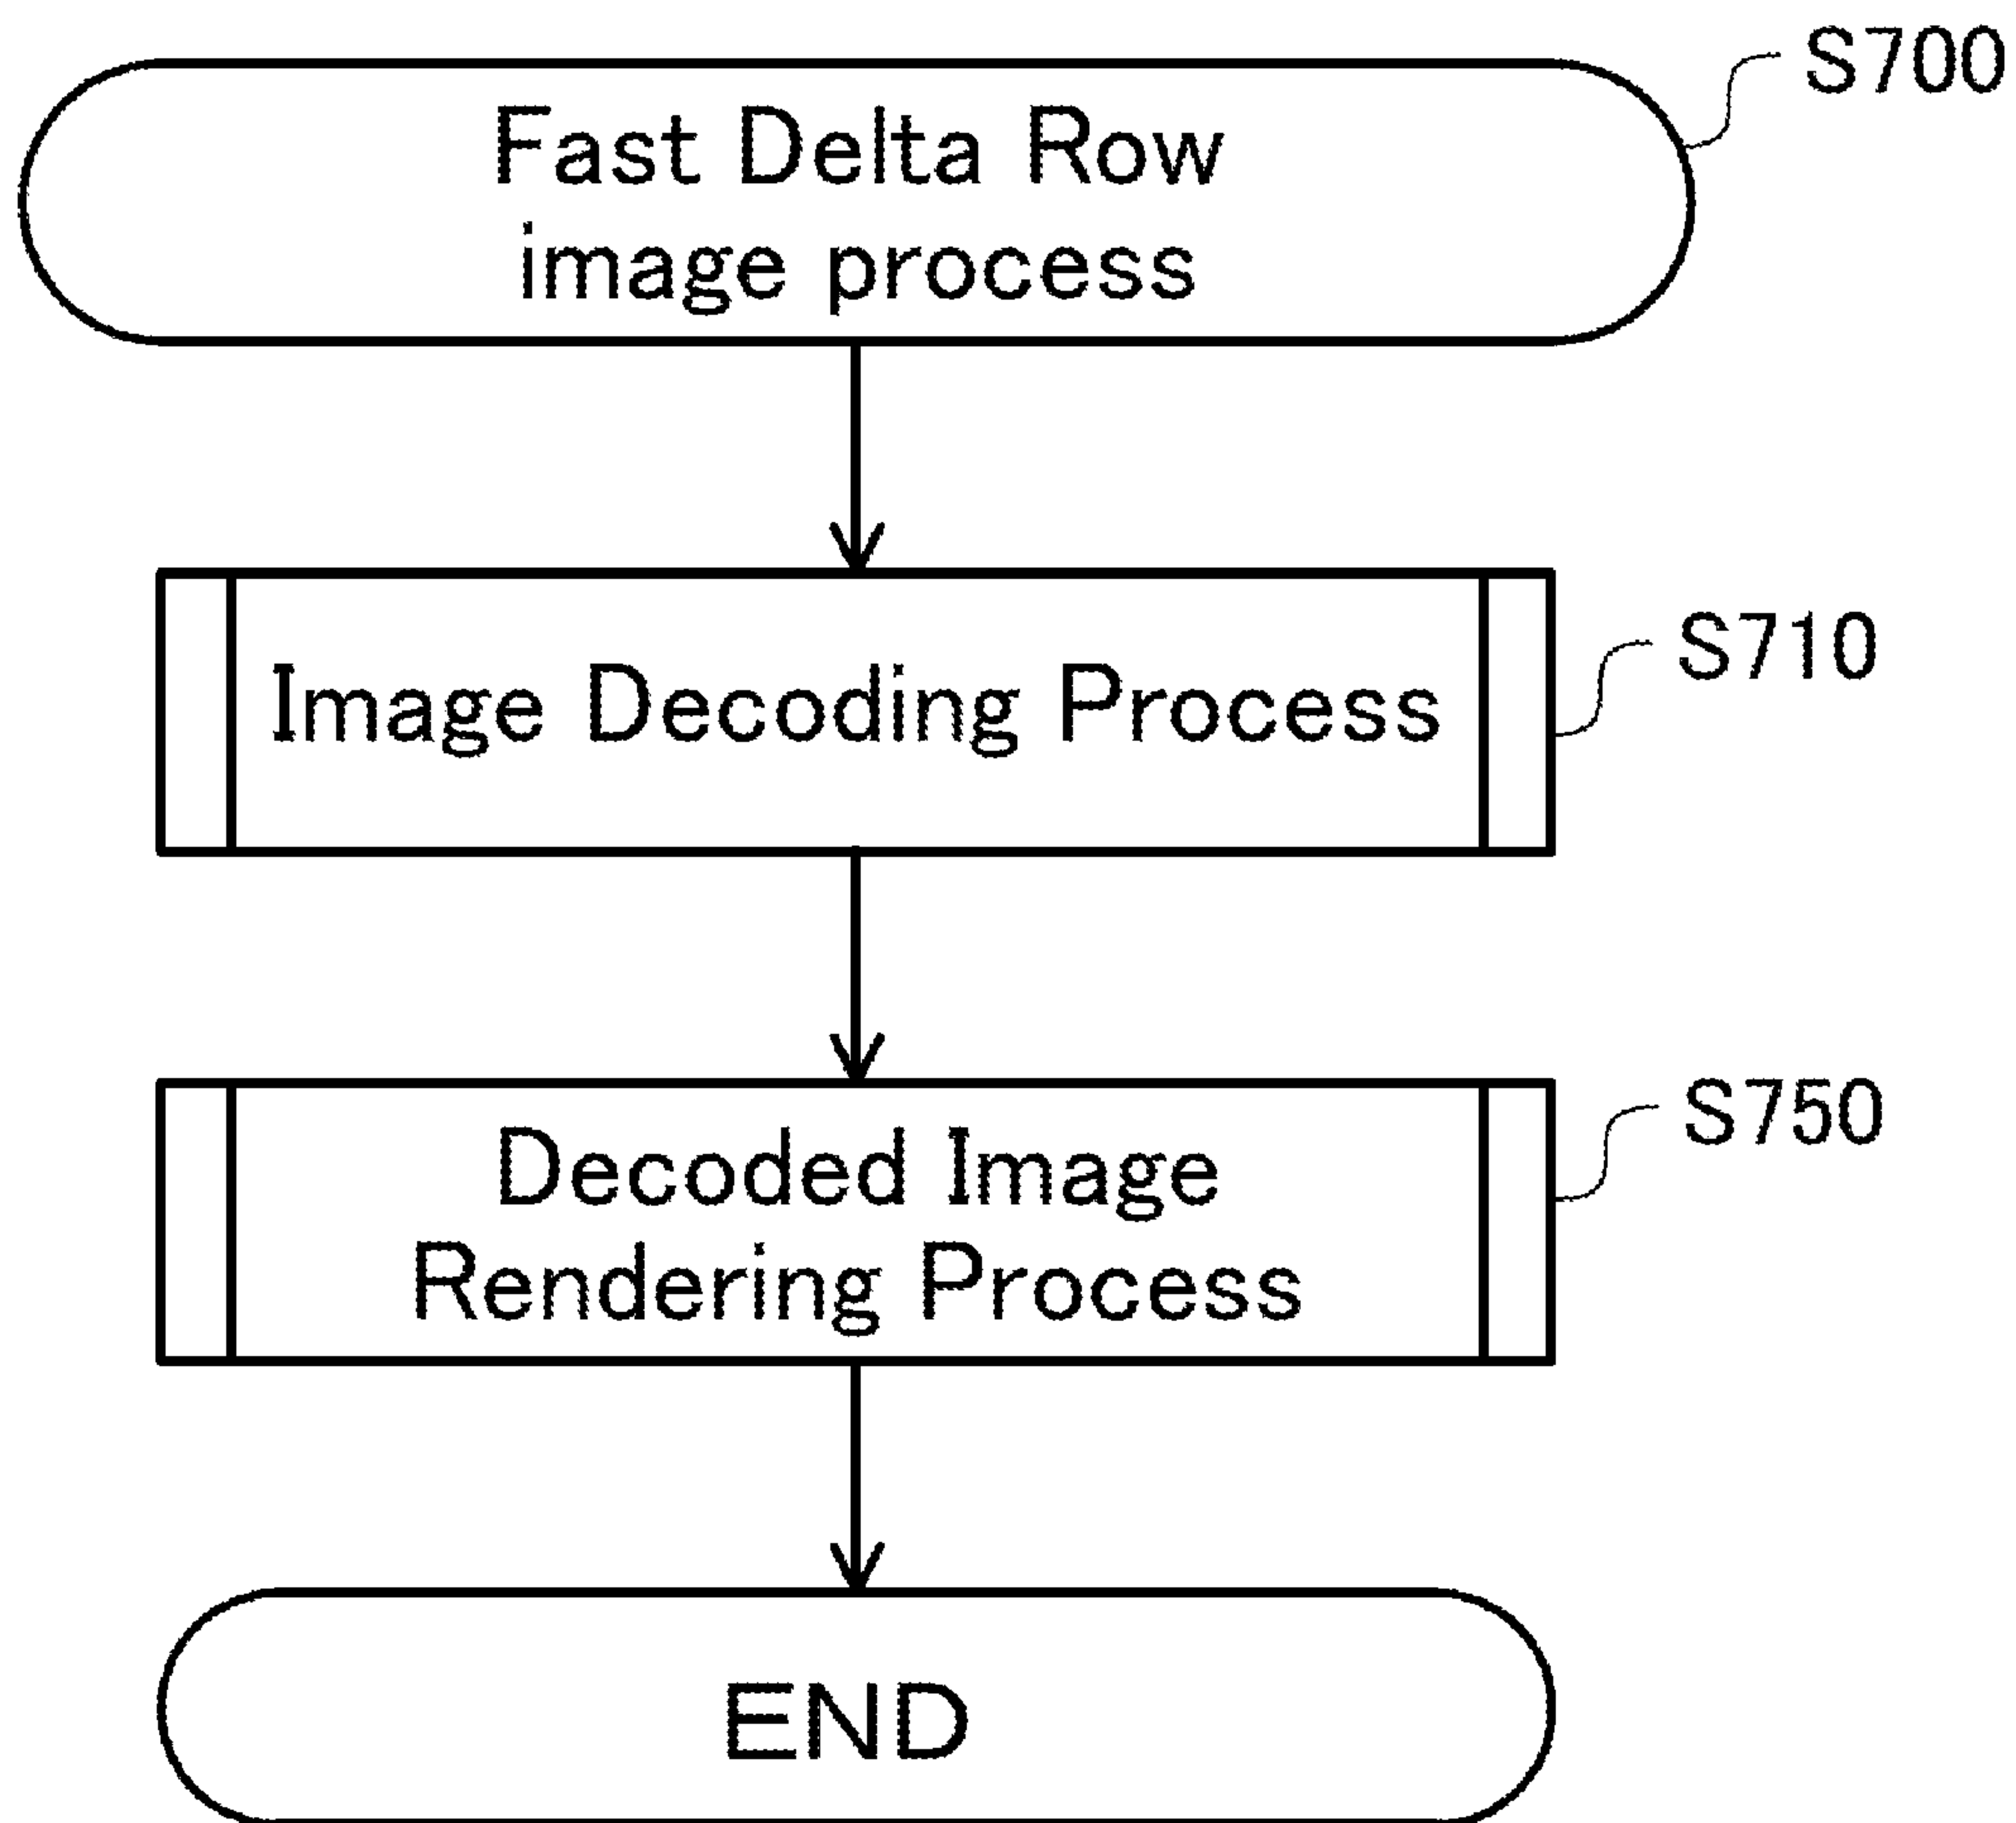 S700
Fast Delta Row
image process
S710
Image Decoding Process
S750
Decoded Image
Rendering Process
END